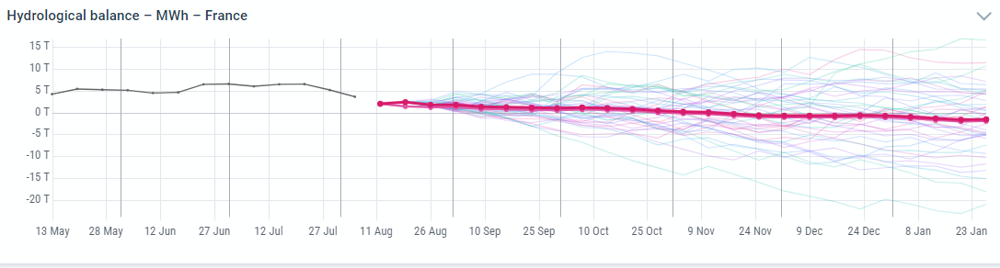 Hydrological balance – MWh – France
15 T
10 T
5 T
0 T
-5 T
-10 T
-15 T
-20 T
13 May 28 May 12 Jun 27 Jun 12 Jul 27 Jul 11 Aug 26 Aug 10 Sep 25 Sep 10 Oct 25 Oct 9 Nov 24 Nov 9 Dec 24 Dec 8 Jan 23 Jan